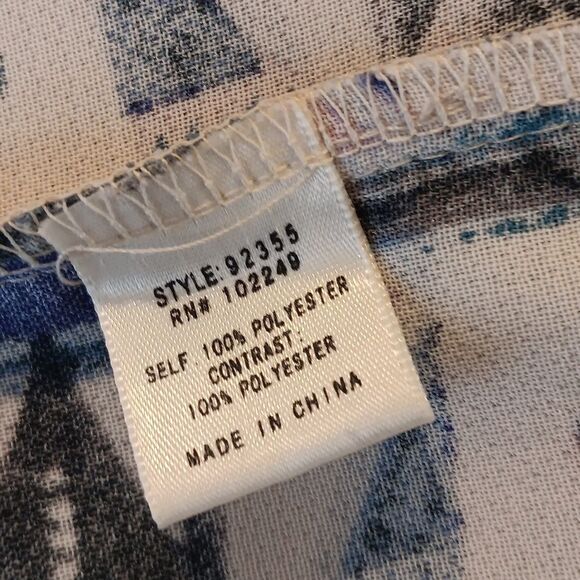 STYLE: 92355
RN# 102249
SELF 100% POLYESTER
CONTRAST:
100% POLYESTER
MADE IN CHINA